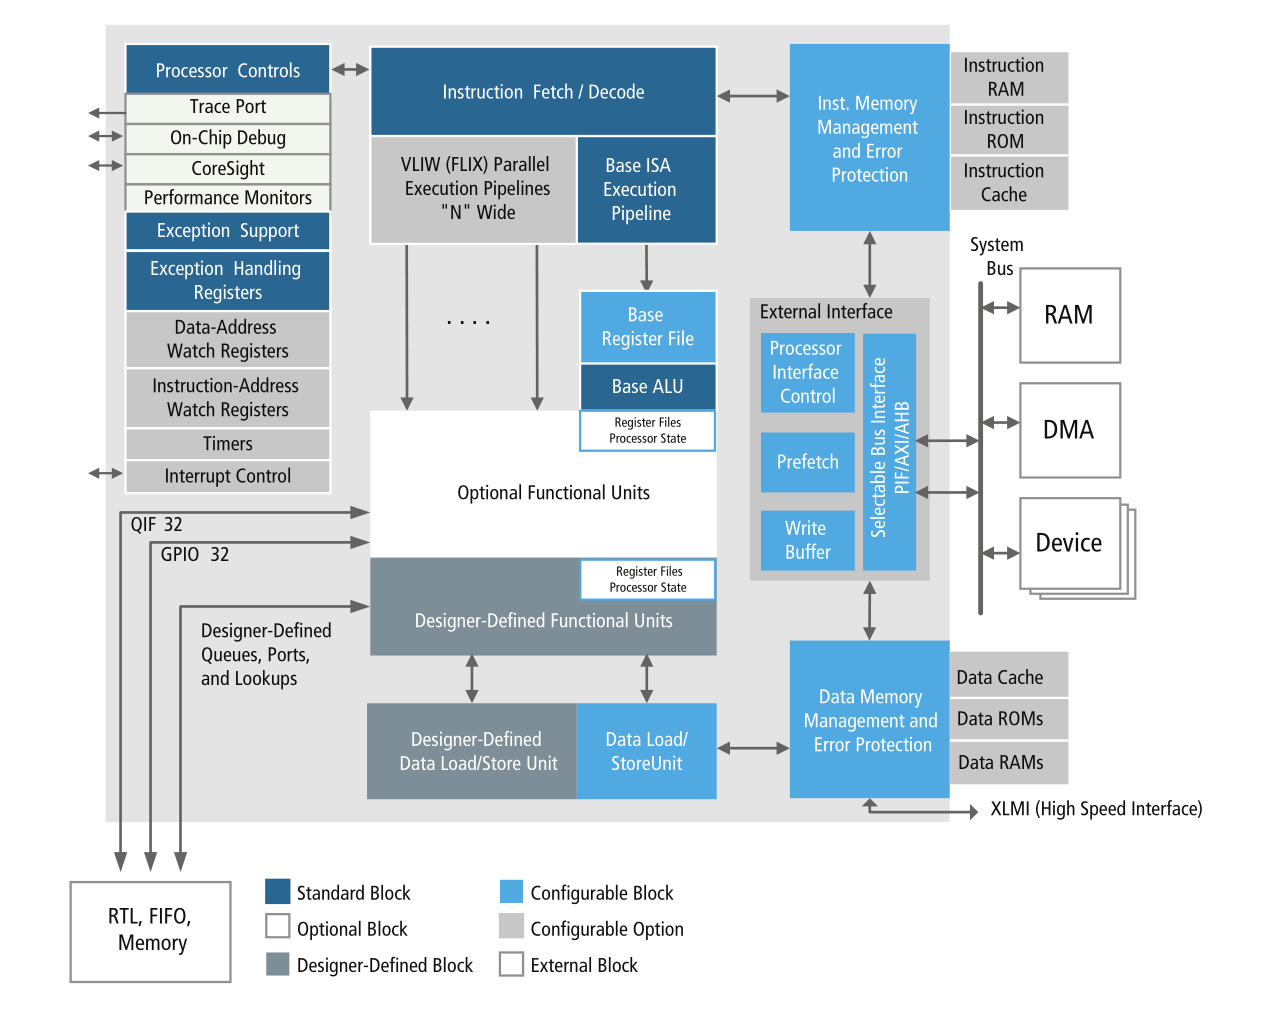 Processor Controls
Trace Port
On-Chip Debug
CoreSight
Performance Monitors
Exception Support
Exception Handling
Registers
Data-Address
Watch Registers
Instruction-Address
Watch Registers
Timers
Interrupt Control
Instruction Fetch / Decode
VLIW (FLIX) Parallel
Execution Pipelines
"N" Wide
Base ISA
Execution
Pipeline
. . . .
Base
Register File
Base ALU
Register Files
Processor State
Optional Functional Units
Register Files
Processor State
Designer-Defined Functional Units
QIF 32
GPIO 32
Designer-Defined
Queues, Ports,
and Lookups
Designer-Defined
Data Load/Store Unit
Data Load/
StoreUnit
Inst. Memory
Management
and Error
Protection
Instruction
RAM
Instruction
ROM
Instruction
Cache
External Interface
Processor
Interface
Control
Prefetch
Write
Buffer
Selectable Bus Interface
PIF/AXI/AHB
System
Bus
RAM
DMA
Device
Data Memory
Management and
Error Protection
Data Cache
Data ROMs
Data RAMs
XLMI (High Speed Interface)
RTL, FIFO,
Memory
Standard Block
Optional Block
Designer-Defined Block
Configurable Block
Configurable Option
External Block